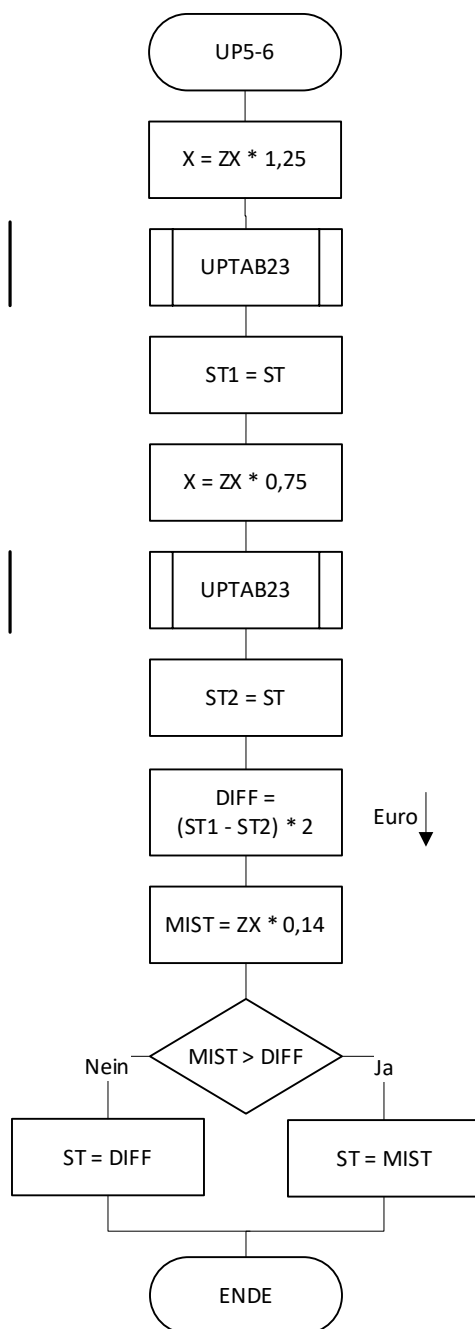 UP5-6
X = ZX * 1,25
UPTAB23
ST1 = ST
X = ZX * 0,75
UPTAB23
ST2 = ST
DIFF =
(ST1 - ST2) * 2
Euro
MIST = ZX * 0,14
MIST > DIFF
Nein
Ja
ST = DIFF
ST = MIST
ENDE